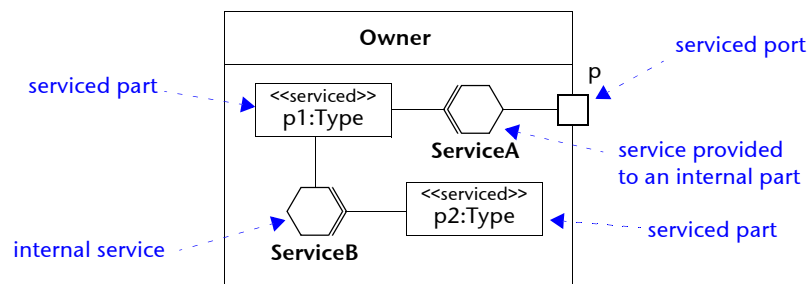 Owner
serviced port
p
serviced part
<<serviced>>
p1:Type
ServiceA
service provided
to an internal part
<<serviced>>
p2:Type
serviced part
internal service
ServiceB